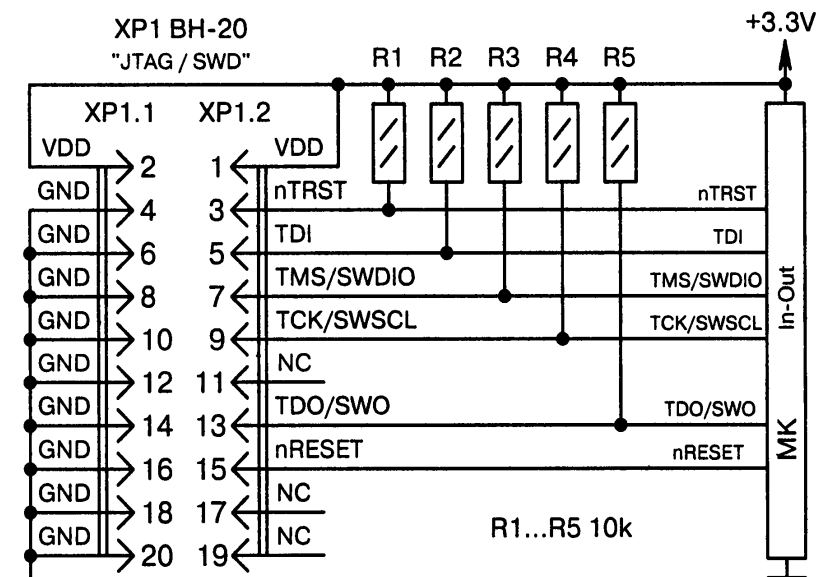 XP1 BH-20
"JTAG / SWD"
+3.3V
R1 R2 R3 R4 R5
XP1.1 XP1.2
VDD 2 1 VDD
GND 4 3 nTRST nTRST
GND 6 5 TDI TDI
GND 8 7 TMS/SWDIO TMS/SWDIO
GND 10 9 TCK/SWSCL TCK/SWSCL
GND 12 11 NC
GND 14 13 TDO/SWO TDO/SWO
GND 16 15 nRESET nRESET
GND 18 17 NC
GND 20 19 NC
In-Out
MK
R1...R5 10k